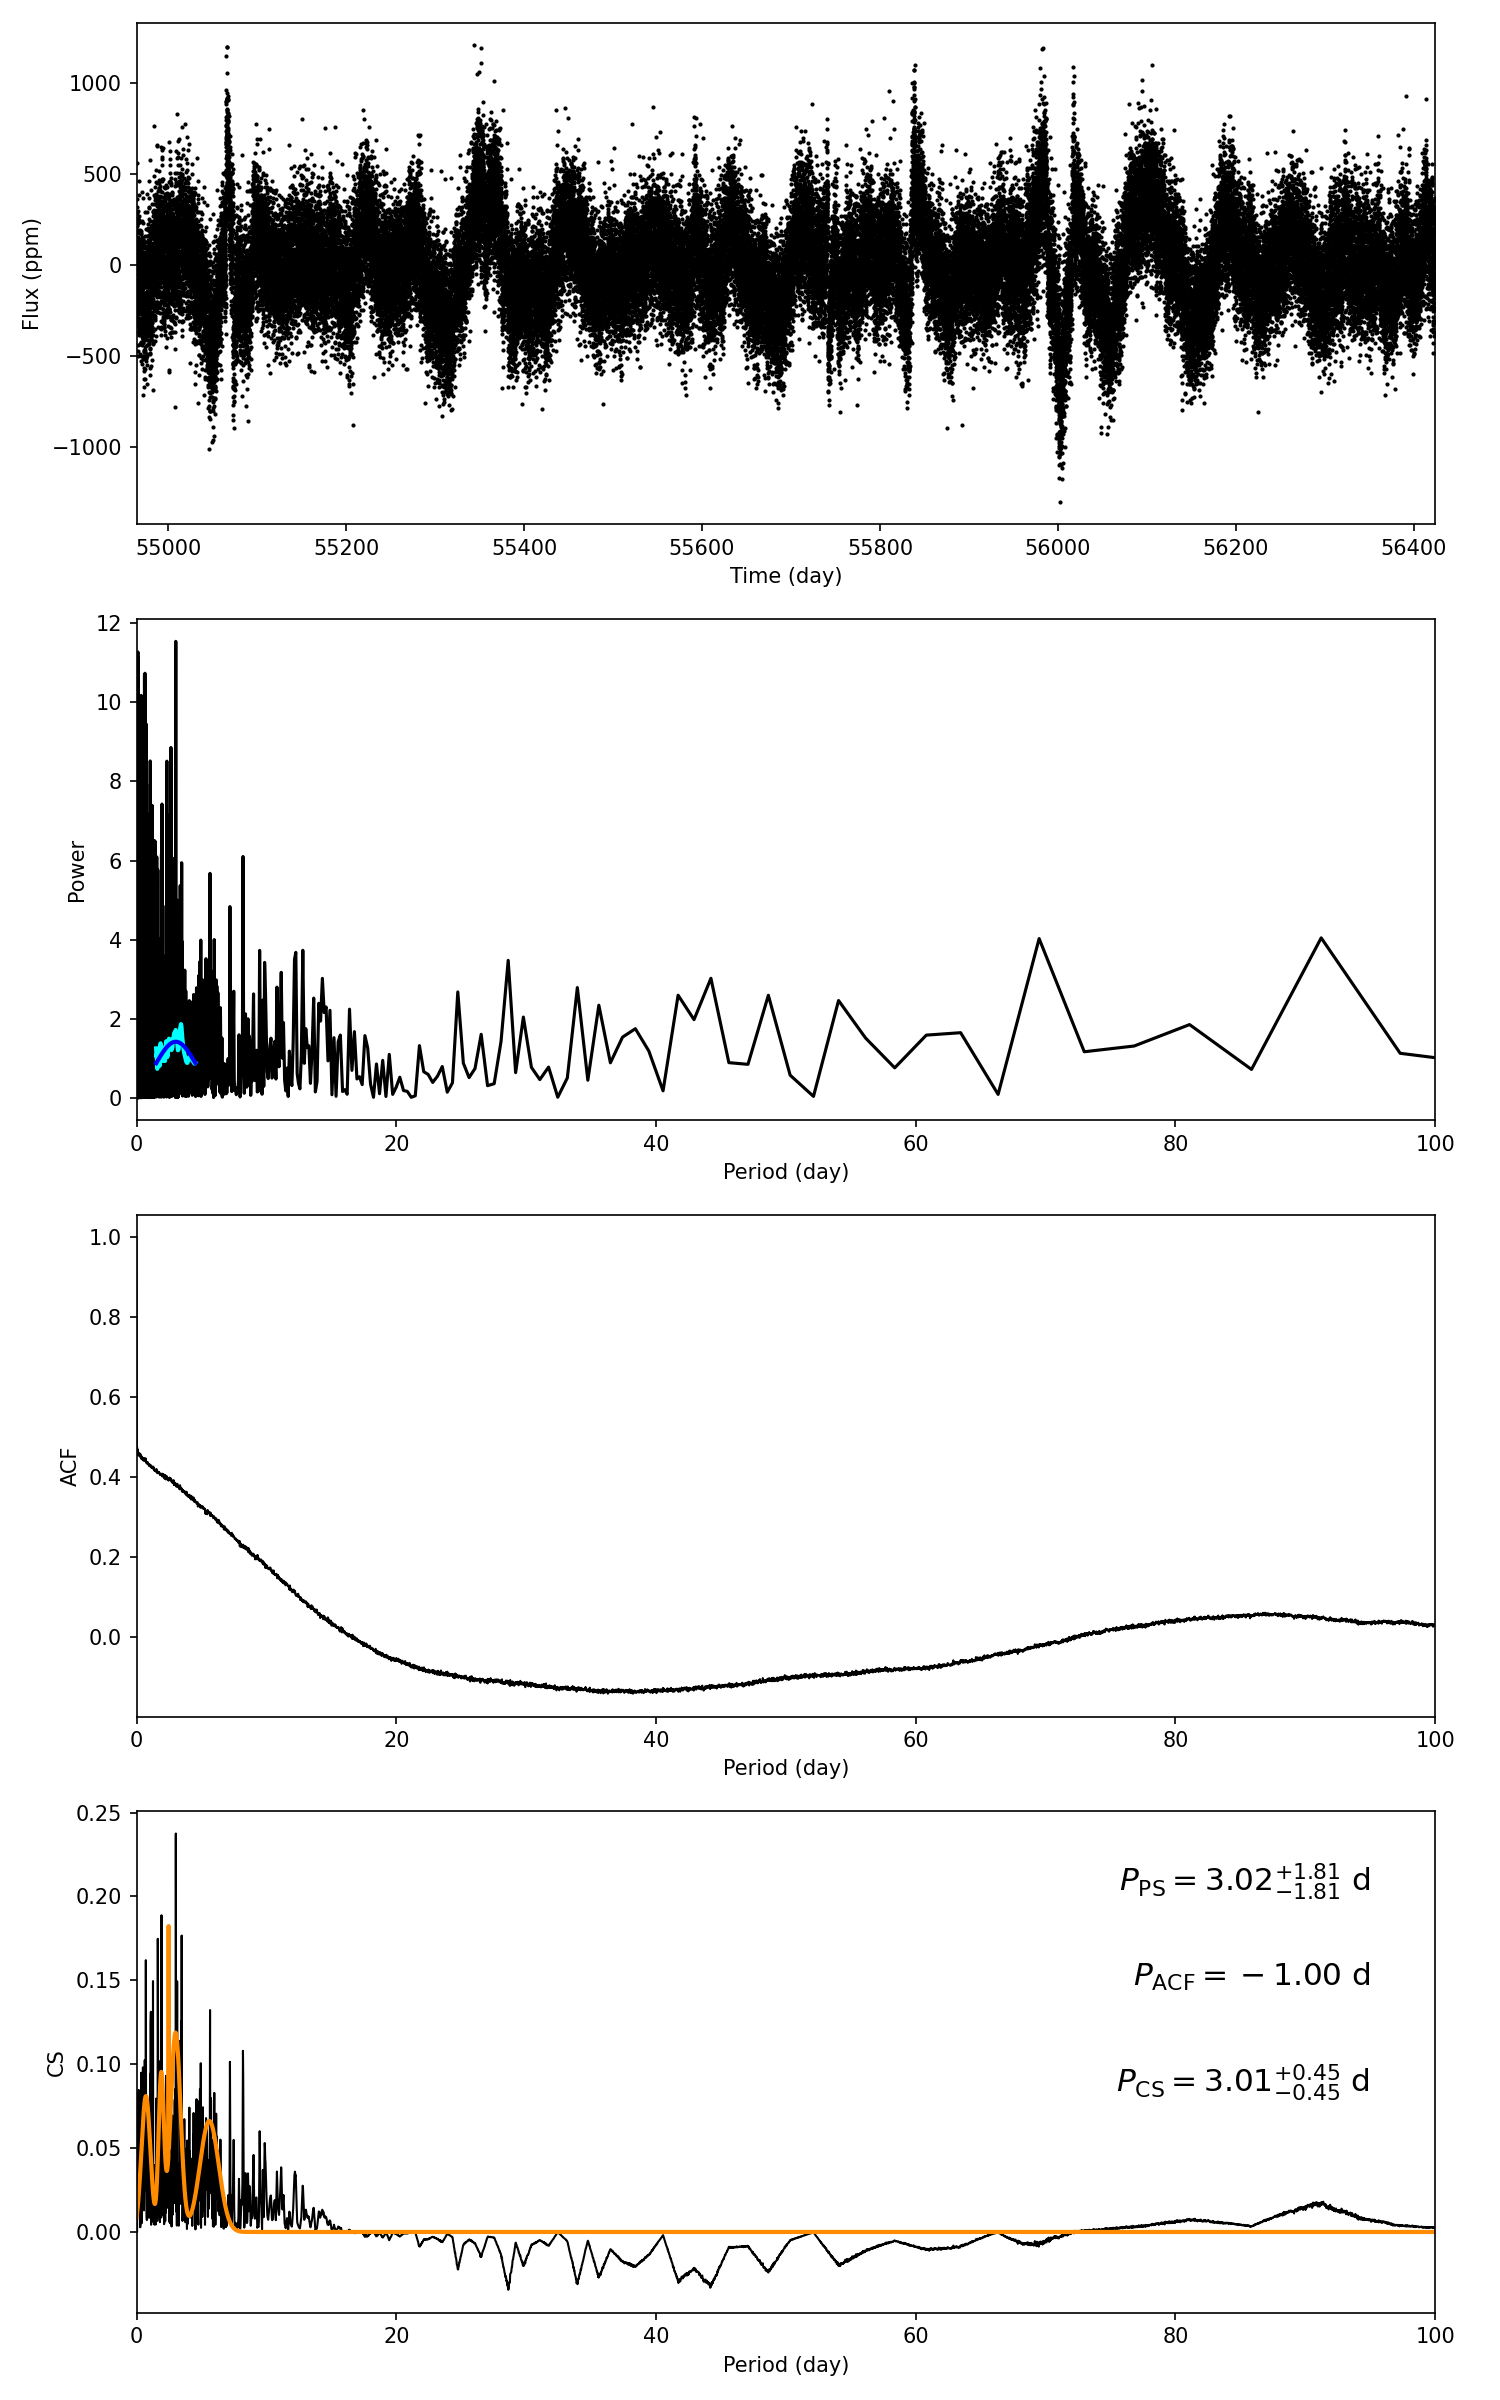 1000
500
0
−500
−1000
Flux (ppm)
55000 55200 55400 55600 55800 56000 56200 56400
Time (day)
12
10
8
6
4
2
0
Power
0 20 40 60 80 100
Period (day)
1.0
0.8
0.6
0.4
0.2
0.0
ACF
0 20 40 60 80 100
Period (day)
0.25
0.20
0.15
0.10
0.05
0.00
CS
P_PS = 3.02^{+1.81}_{−1.81} d
P_ACF = −1.00 d
P_CS = 3.01^{+0.45}_{−0.45} d
0 20 40 60 80 100
Period (day)